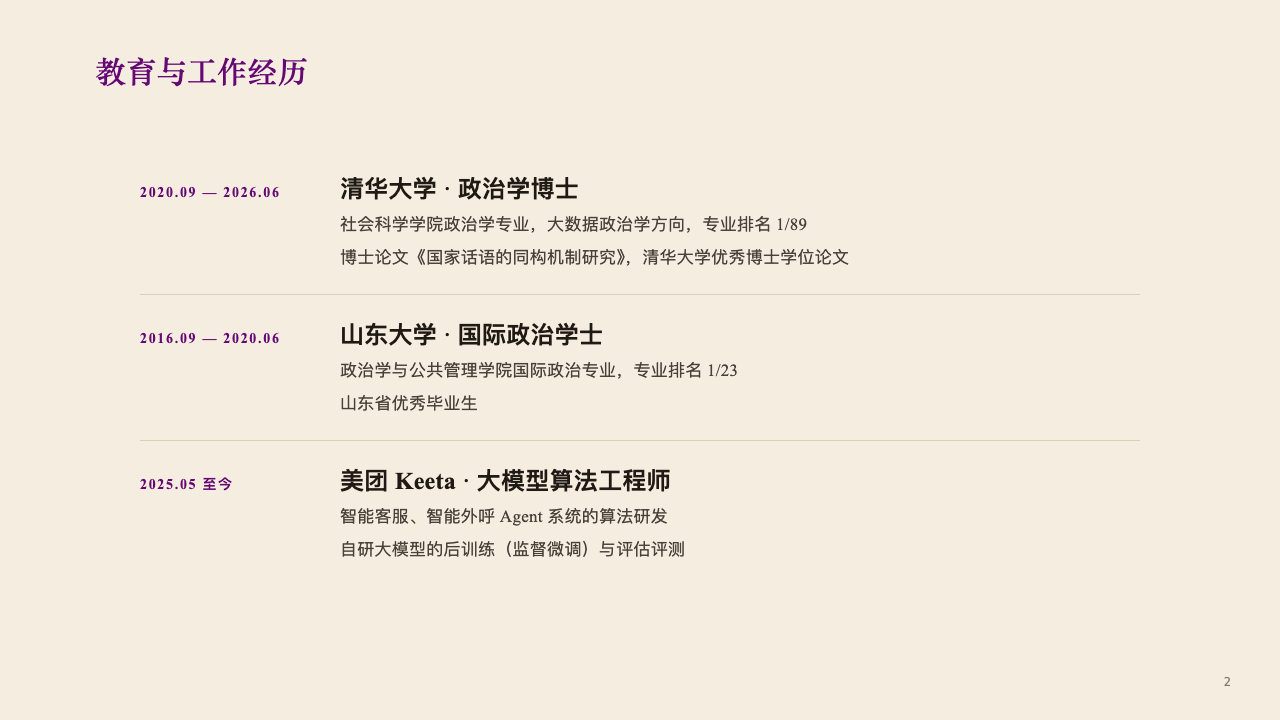 教育与工作经历
2020.09 — 2026.06
清华大学 · 政治学博士
社会科学学院政治学专业，大数据政治学方向，专业排名 1/89
博士论文《国家话语的同构机制研究》，清华大学优秀博士学位论文
2016.09 — 2020.06
山东大学 · 国际政治学士
政治学与公共管理学院国际政治专业，专业排名 1/23
山东省优秀毕业生
2025.05 至今
美团 Keeta · 大模型算法工程师
智能客服、智能外呼 Agent 系统的算法研发
自研大模型的后训练（监督微调）与评估评测
2